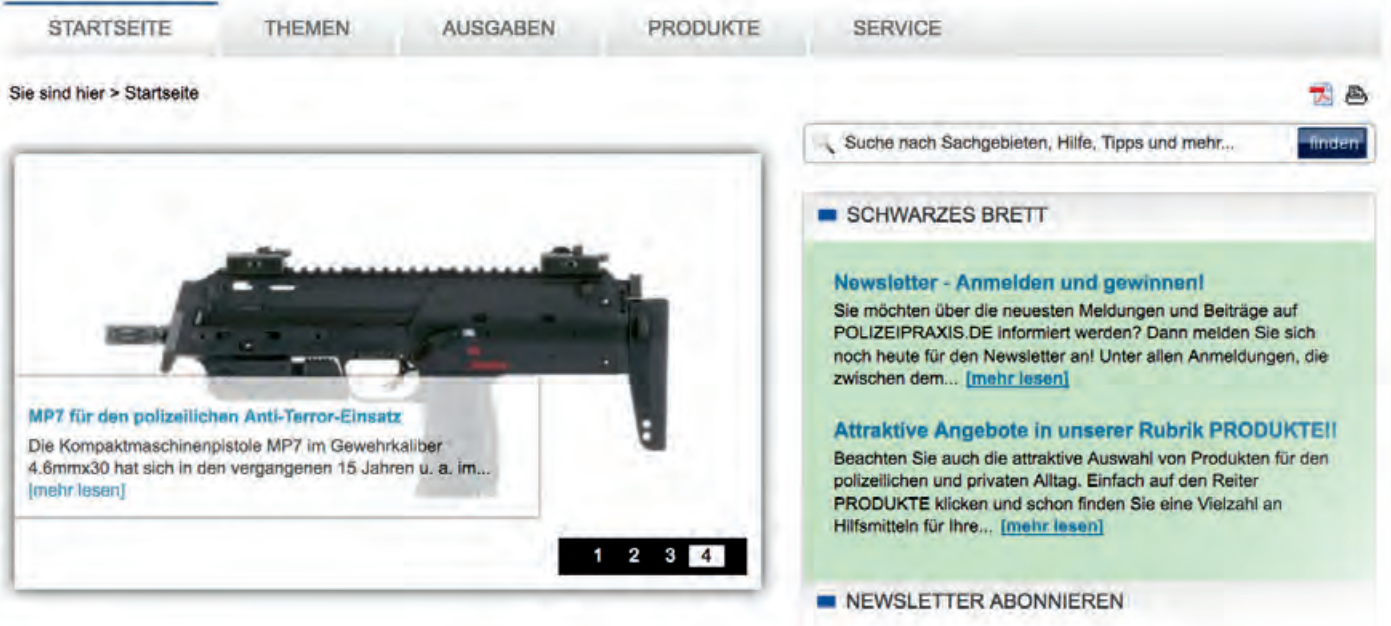 STARTSEITE THEMEN AUSGABEN PRODUKTE SERVICE
Sie sind hier > Startseite
Suche nach Sachgebieten, Hilfe, Tipps und mehr... finden
MP7 für den polizeilichen Anti-Terror-Einsatz
Die Kompaktmaschinenpistole MP7 im Gewehrkaliber
4.6mmx30 hat sich in den vergangenen 15 Jahren u. a. im...
[mehr lesen]
1 2 3 4
SCHWARZES BRETT
Newsletter - Anmelden und gewinnen!
Sie möchten über die neuesten Meldungen und Beiträge auf
POLIZEIPRAXIS.DE informiert werden? Dann melden Sie sich
noch heute für den Newsletter an! Unter allen Anmeldungen, die
zwischen dem... [mehr lesen]
Attraktive Angebote in unserer Rubrik PRODUKTE!!
Beachten Sie auch die attraktive Auswahl von Produkten für den
polizeilichen und privaten Alltag. Einfach auf den Reiter
PRODUKTE klicken und schon finden Sie eine Vielzahl an
Hilfsmitteln für Ihre... [mehr lesen]
NEWSLETTER ABONNIEREN